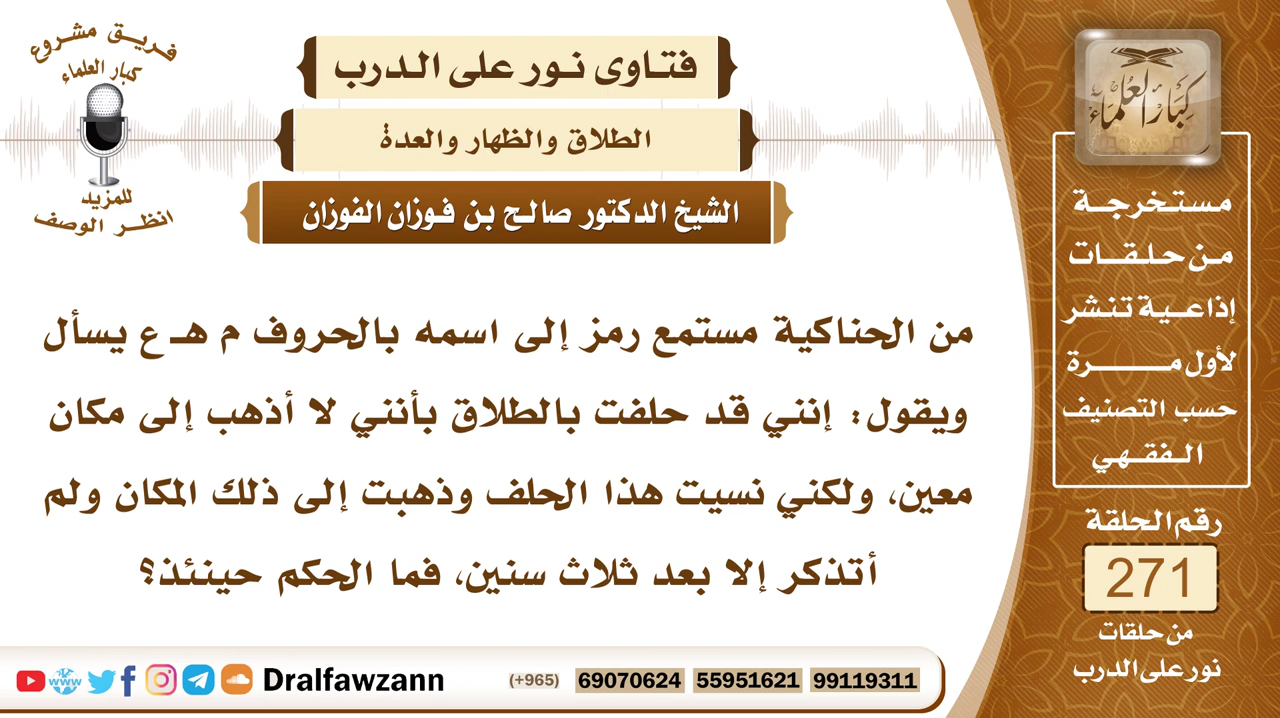 فريق مشروع
كبار العلماء
للمزيد
انظر الوصف
فتاوى نور على الدرب
الطلاق والظهار والعدة
الشيخ الدكتور صالح بن فوزان الفوزان
من الحناكية مستمع رمز إلى اسمه بالحروف م هـ ع يسأل
ويقول: إنني قد حلفت بالطلاق بأنني لا أذهب إلى مكان
معين، ولكني نسيت هذا الحلف وذهبت إلى ذلك المكان ولم
أتذكر إلا بعد ثلاث سنين، فما الحكم حينئذ؟
كبار العلماء
مستخرجة
من حلقات
إذاعية تنشر
لأول مرة
حسب التصنيف
الفقهي
رقم الحلقة
271
من حلقات
نور على الدرب
www
Dralfawzann
(+965) 69070624 55951621 99119311